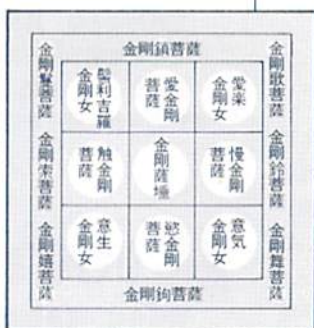 金剛鎖菩薩
金剛歌菩薩
金剛鈴菩薩
金剛舞菩薩
愛楽
金剛女
愛金剛
菩薩
髻利吉羅
金剛女
慢金剛
菩薩
金剛薩埵
触金剛
菩薩
意気
金剛女
慾金剛
菩薩
意生
金剛女
金剛鬘菩薩
金剛索菩薩
金剛嬉菩薩
金剛鉤菩薩